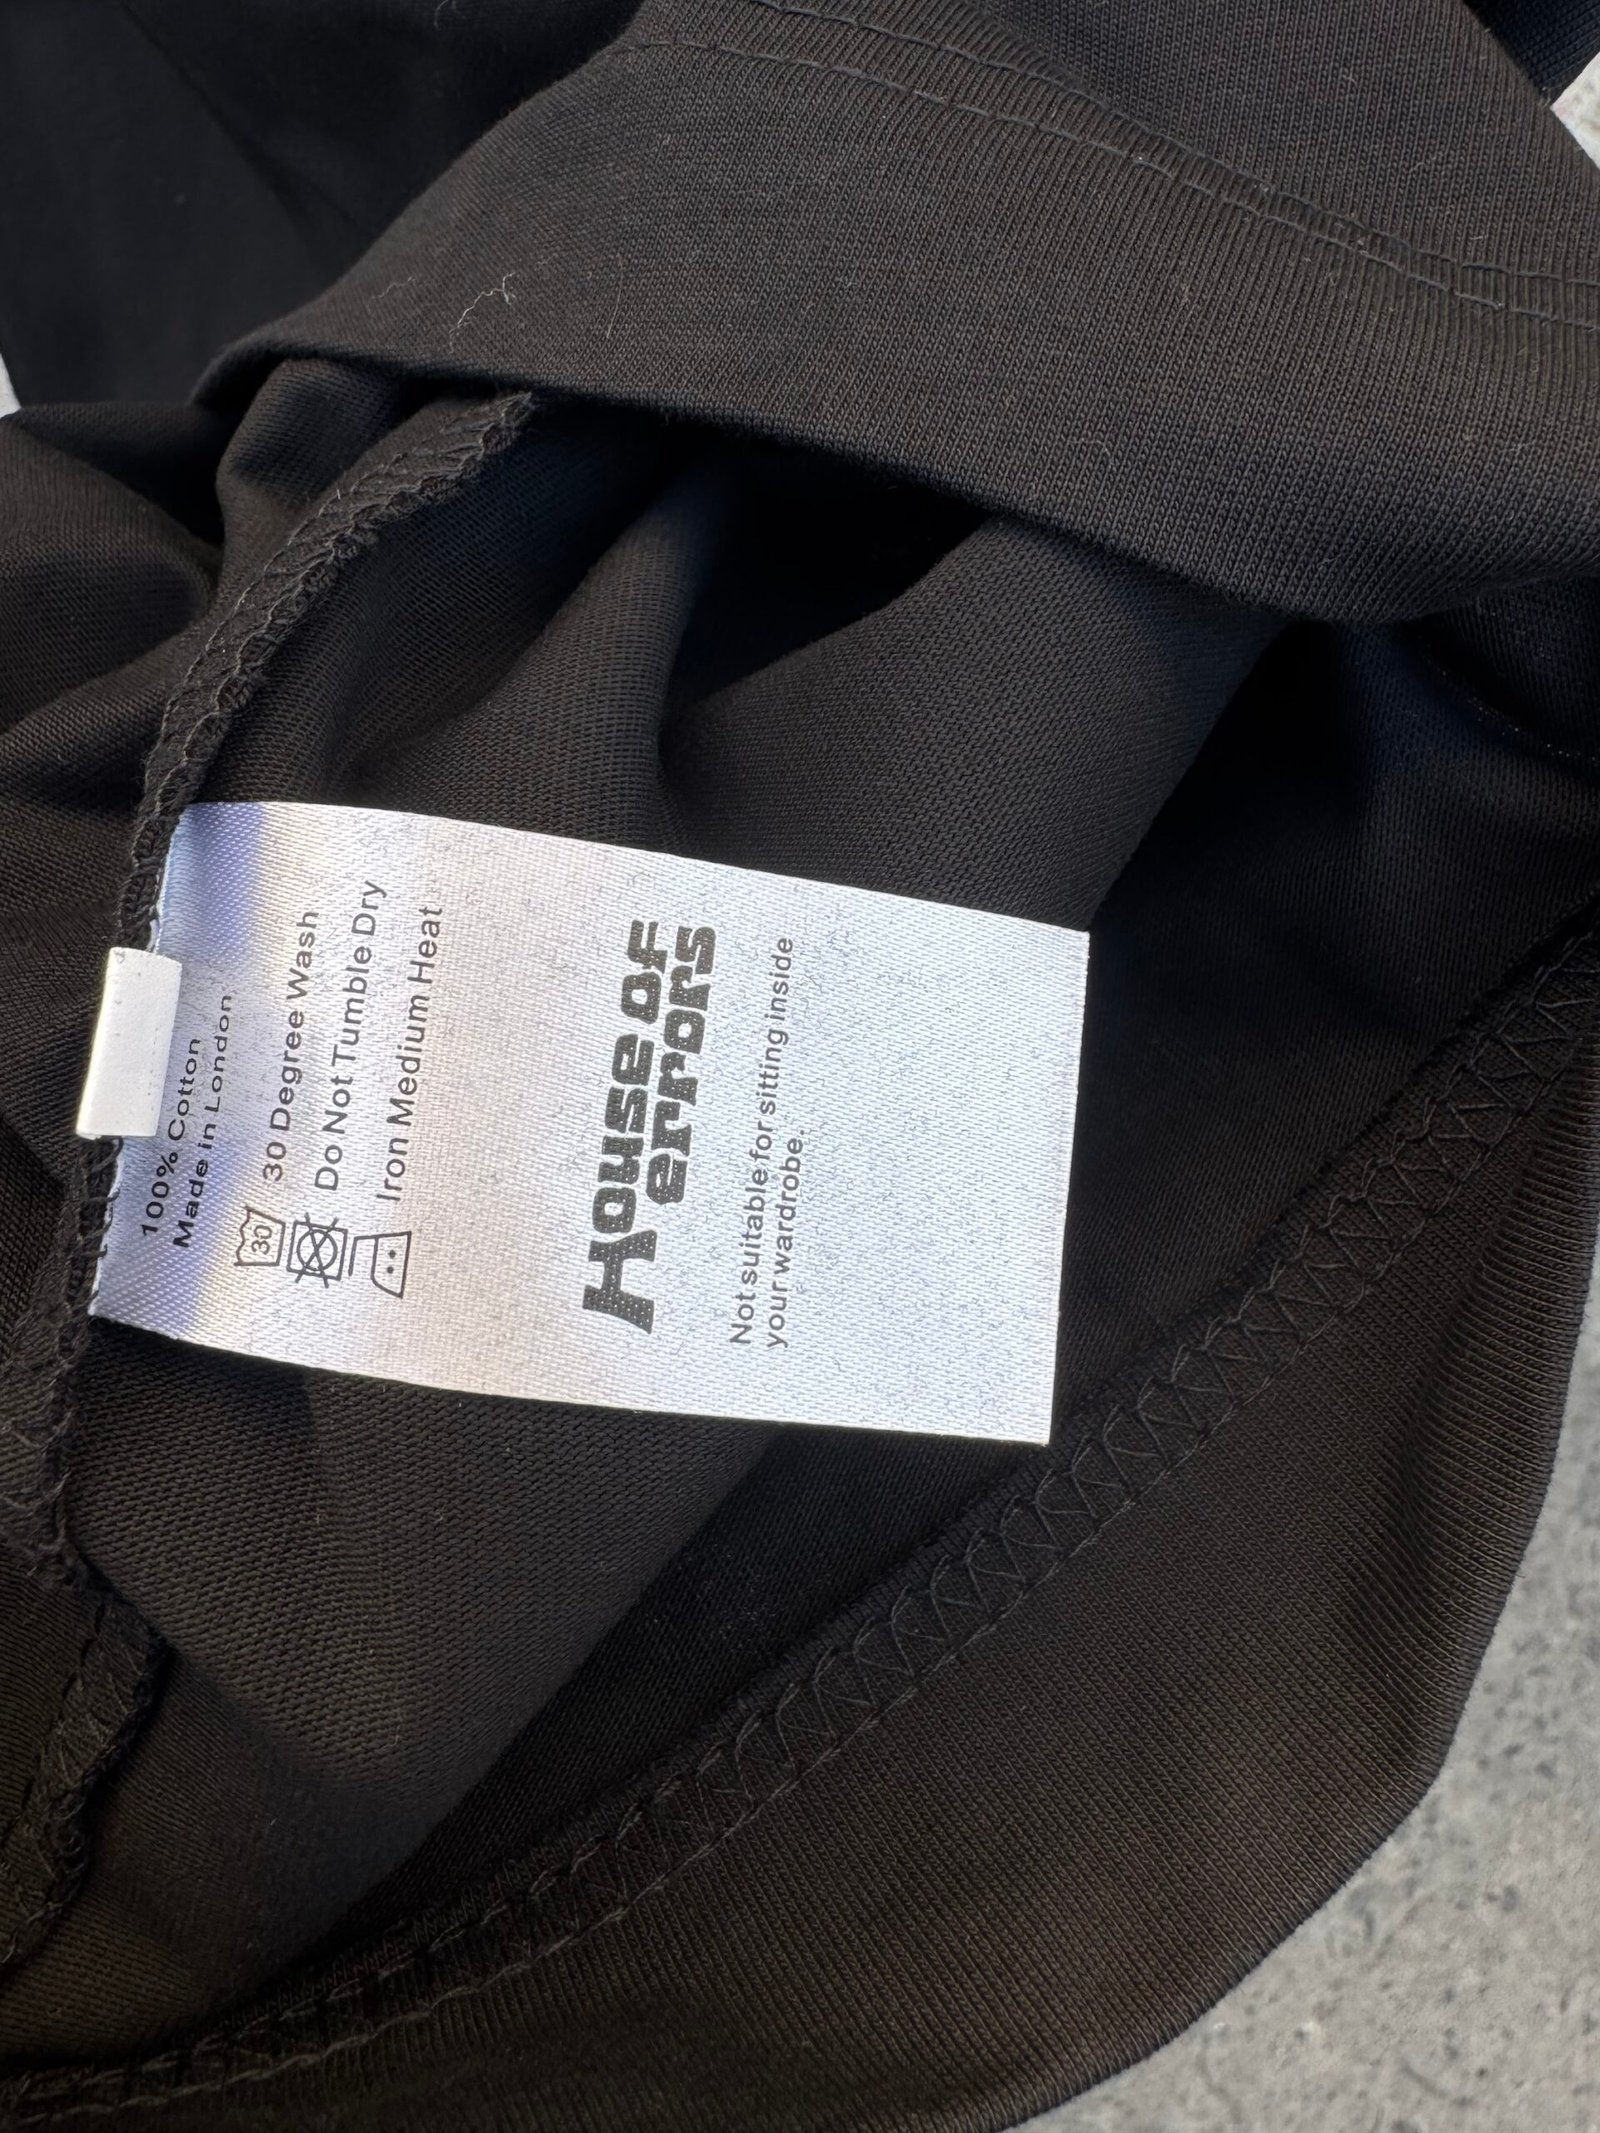 100% Cotton
Made in London
30
30 Degree Wash
Do Not Tumble Dry
Iron Medium Heat
House of
errors
Not suitable for sitting inside
your wardrobe.